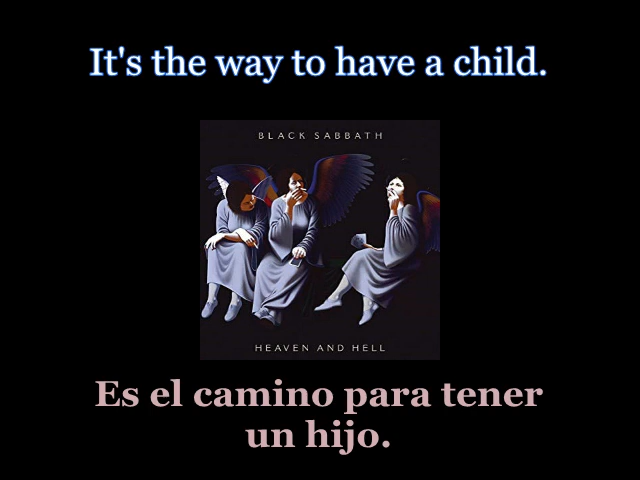 It's the way to have a child.
BLACK SABBATH
HEAVEN AND HELL
Es el camino para tener
un hijo.